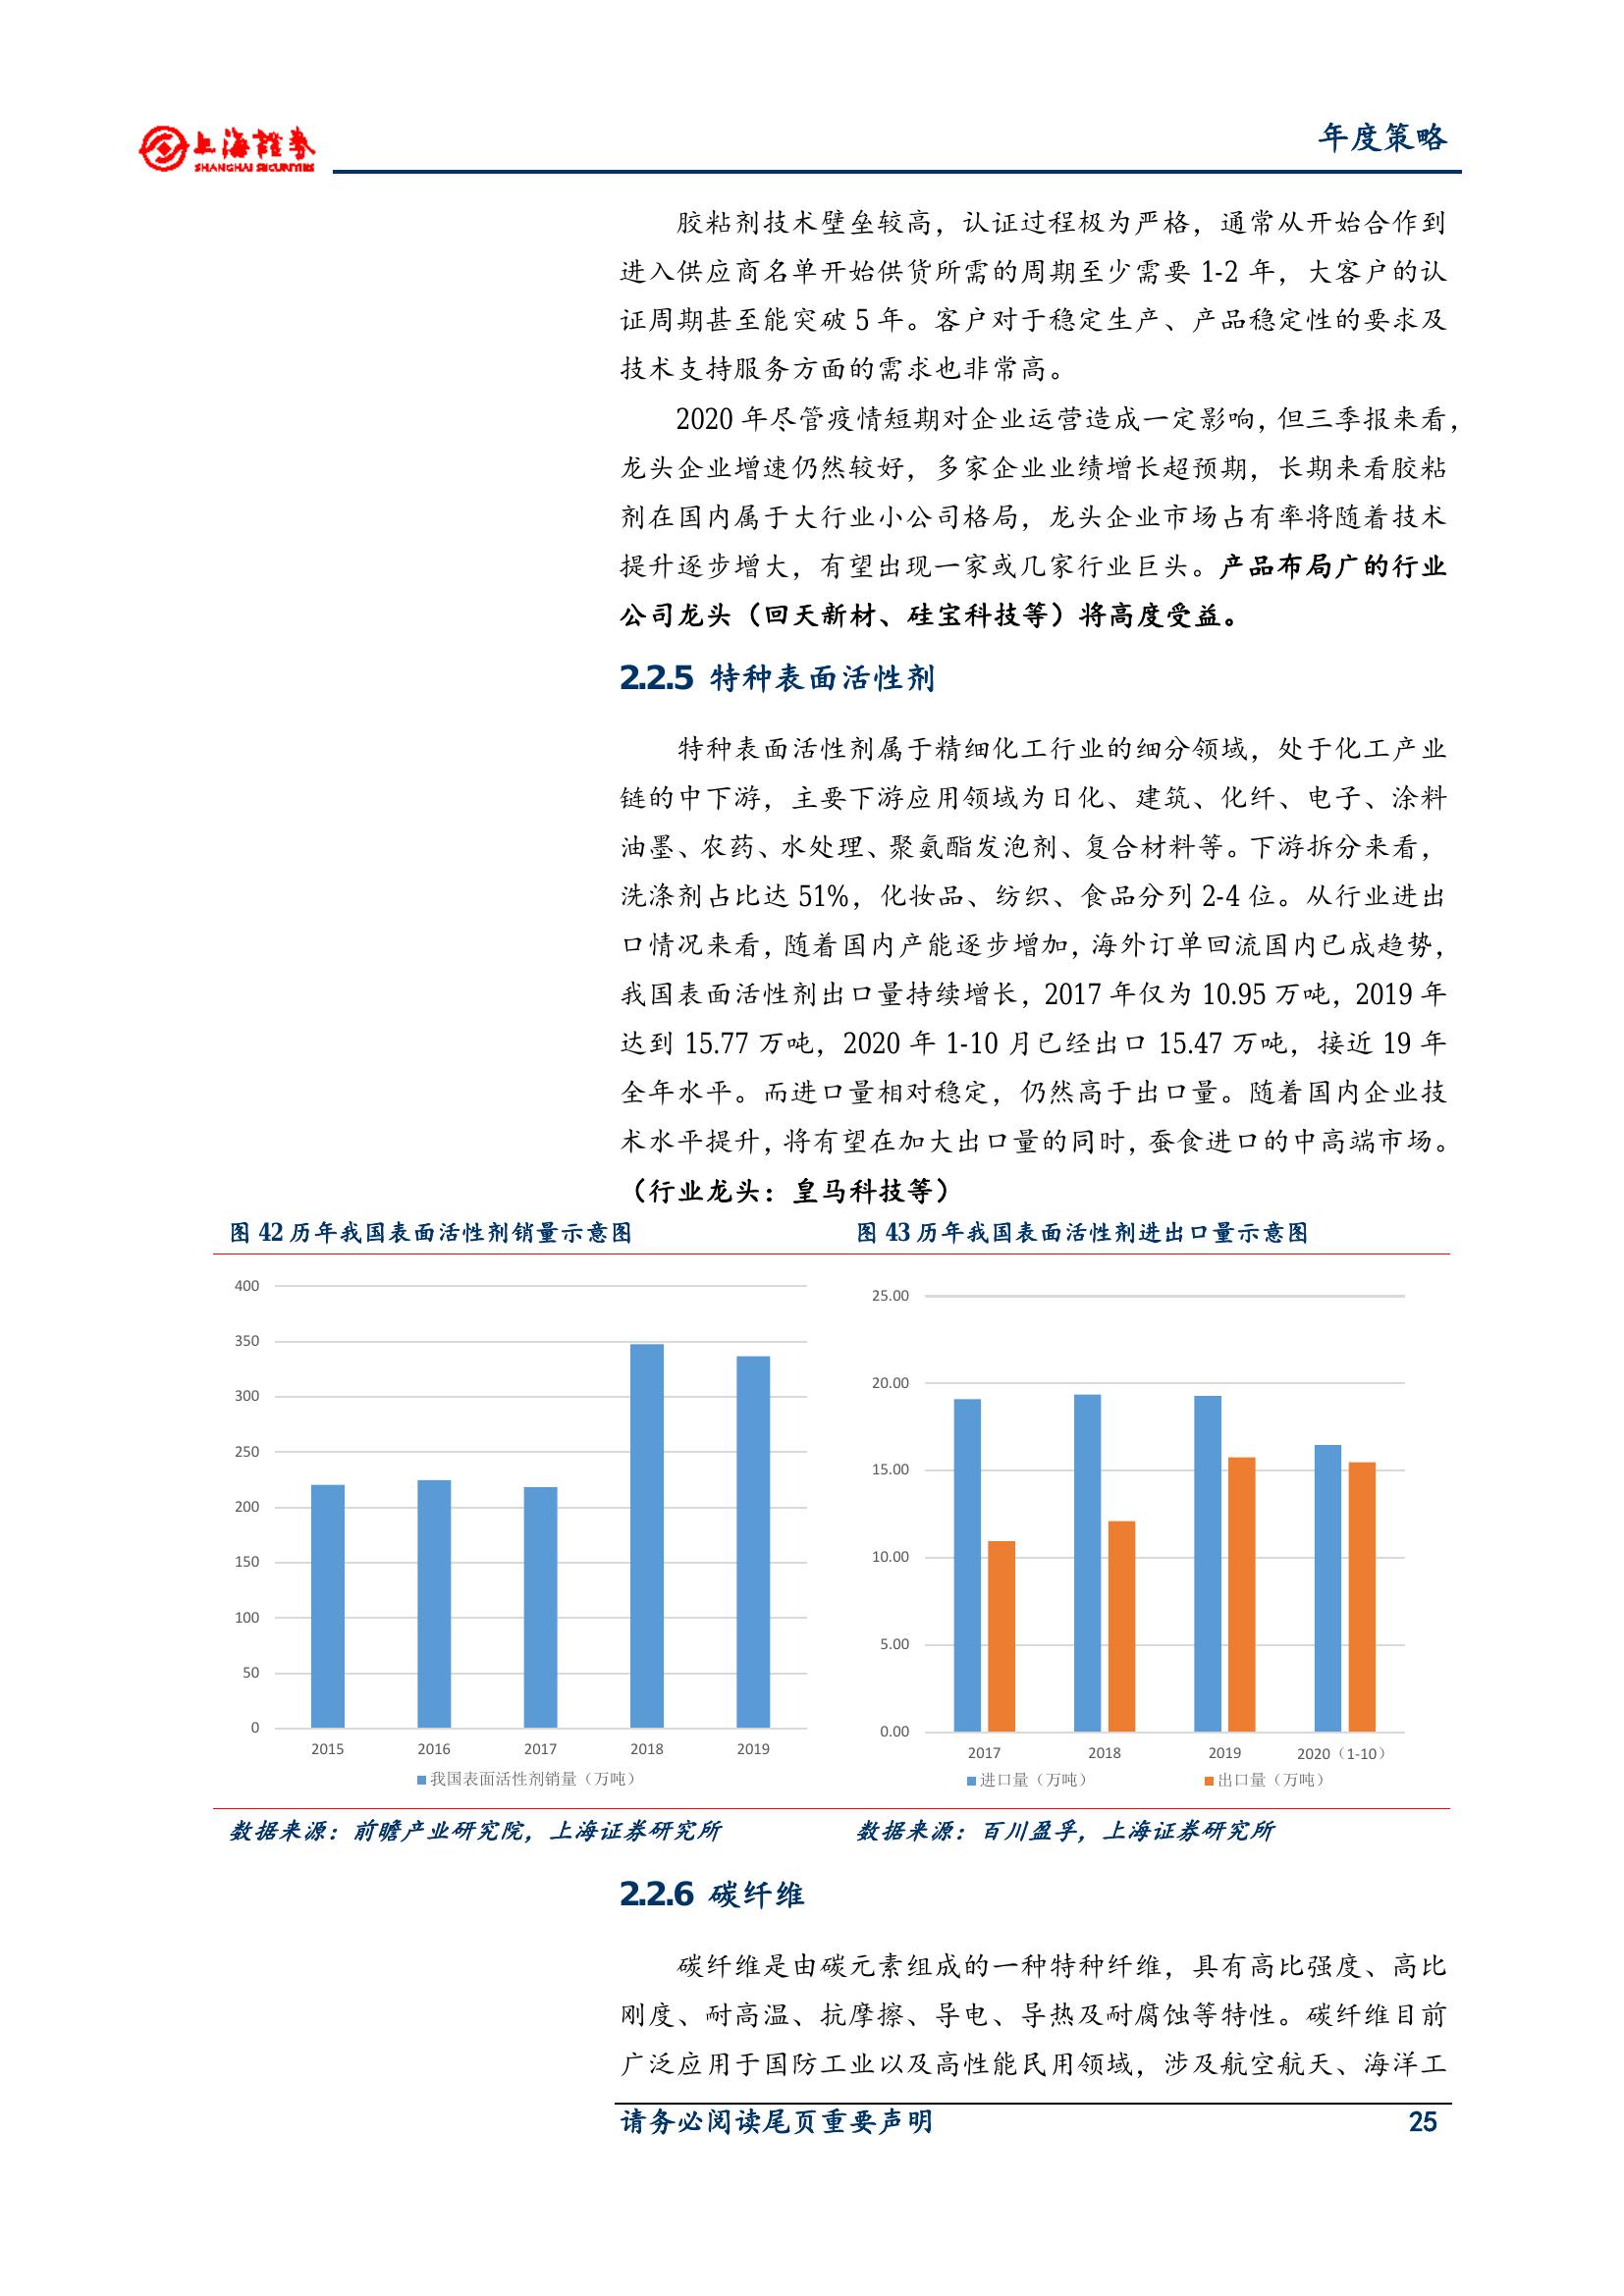 上海證券
SHANGHAI SECURITIES
年度策略
胶粘剂技术壁垒较高，认证过程极为严格，通常从开始合作到
进入供应商名单开始供货所需的周期至少需要 1-2 年，大客户的认
证周期甚至能突破 5 年。客户对于稳定生产、产品稳定性的要求及
技术支持服务方面的需求也非常高。
2020 年尽管疫情短期对企业运营造成一定影响，但三季报来看，
龙头企业增速仍然较好，多家企业业绩增长超预期，长期来看胶粘
剂在国内属于大行业小公司格局，龙头企业市场占有率将随着技术
提升逐步增大，有望出现一家或几家行业巨头。产品布局广的行业
公司龙头（回天新材、硅宝科技等）将高度受益。
2.2.5 特种表面活性剂
特种表面活性剂属于精细化工行业的细分领域，处于化工产业
链的中下游，主要下游应用领域为日化、建筑、化纤、电子、涂料
油墨、农药、水处理、聚氨酯发泡剂、复合材料等。下游拆分来看，
洗涤剂占比达 51%，化妆品、纺织、食品分列 2-4 位。从行业进出
口情况来看，随着国内产能逐步增加，海外订单回流国内已成趋势，
我国表面活性剂出口量持续增长，2017 年仅为 10.95 万吨，2019 年
达到 15.77 万吨，2020 年 1-10 月已经出口 15.47 万吨，接近 19 年
全年水平。而进口量相对稳定，仍然高于出口量。随着国内企业技
术水平提升，将有望在加大出口量的同时，蚕食进口的中高端市场。
（行业龙头：皇马科技等）
图 42 历年我国表面活性剂销量示意图
400
350
300
250
200
150
100
50
0
2015 2016 2017 2018 2019
我国表面活性剂销量（万吨）
数据来源：前瞻产业研究院，上海证券研究所
图 43 历年我国表面活性剂进出口量示意图
25.00
20.00
15.00
10.00
5.00
0.00
2017 2018 2019 2020（1-10）
进口量（万吨） 出口量（万吨）
数据来源：百川盈孚，上海证券研究所
2.2.6 碳纤维
碳纤维是由碳元素组成的一种特种纤维，具有高比强度、高比
刚度、耐高温、抗摩擦、导电、导热及耐腐蚀等特性。碳纤维目前
广泛应用于国防工业以及高性能民用领域，涉及航空航天、海洋工
请务必阅读尾页重要声明 25